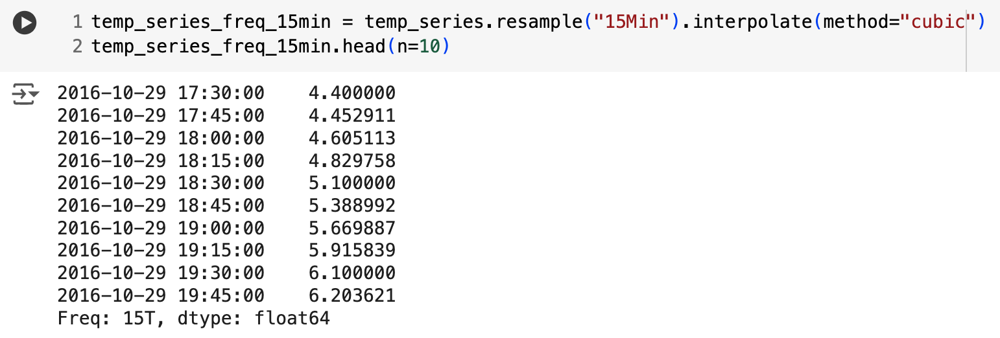 1 temp_series_freq_15min = temp_series.resample("15Min").interpolate(method="cubic")
2 temp_series_freq_15min.head(n=10)
2016-10-29 17:30:00    4.400000
2016-10-29 17:45:00    4.452911
2016-10-29 18:00:00    4.605113
2016-10-29 18:15:00    4.829758
2016-10-29 18:30:00    5.100000
2016-10-29 18:45:00    5.388992
2016-10-29 19:00:00    5.669887
2016-10-29 19:15:00    5.915839
2016-10-29 19:30:00    6.100000
2016-10-29 19:45:00    6.203621
Freq: 15T, dtype: float64